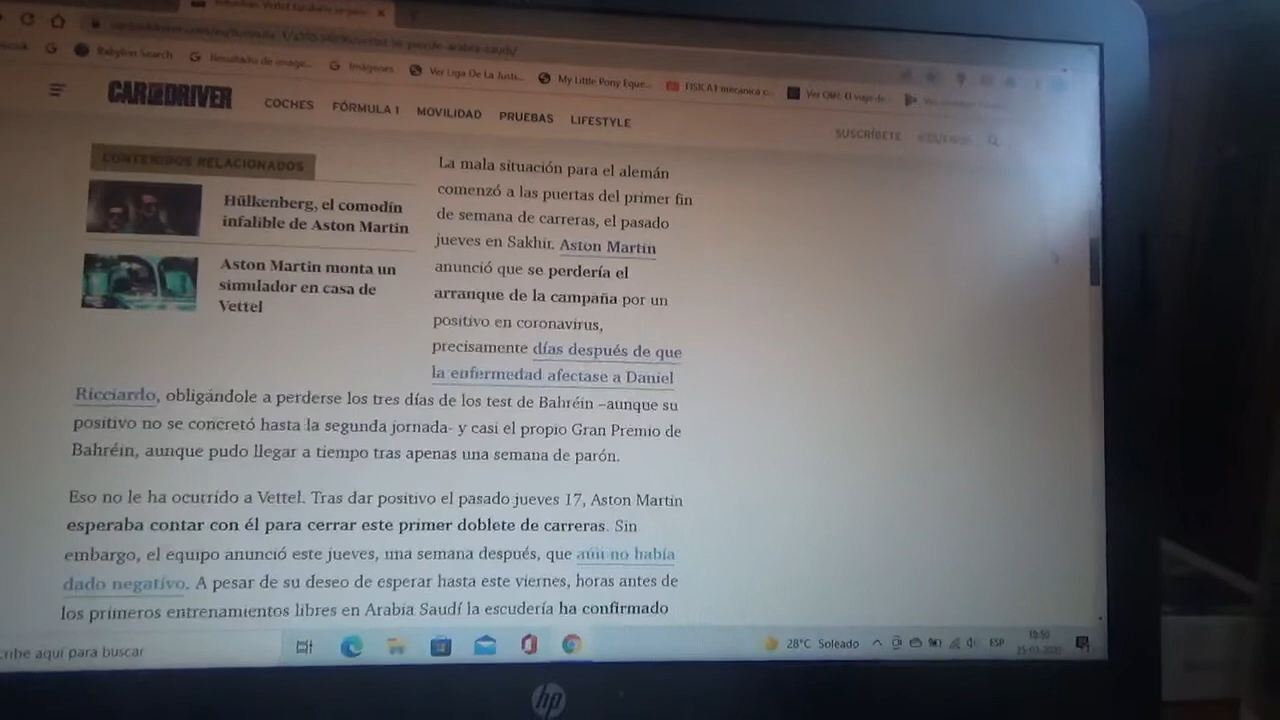 Babylon Search
Resultado de image...
Imágenes
Ver Liga De La Justi...
My Little Pony Eque...
FISICA1 mecanica c...
CAR AND DRIVER
COCHES
FÓRMULA 1
MOVILIDAD
PRUEBAS
LIFESTYLE
SUSCRÍBETE
CONTENIDOS RELACIONADOS
Hülkenberg, el comodín
infalible de Aston Martin
Aston Martin monta un
simulador en casa de
Vettel
La mala situación para el alemán
comenzó a las puertas del primer fin
de semana de carreras, el pasado
jueves en Sakhir. Aston Martin
anunció que se perdería el
arranque de la campaña por un
positivo en coronavirus,
precisamente días después de que
la enfermedad afectase a Daniel
Ricciardo, obligándole a perderse los tres días de los test de Bahréin –aunque su
positivo no se concretó hasta la segunda jornada- y casi el propio Gran Premio de
Bahréin, aunque pudo llegar a tiempo tras apenas una semana de parón.
Eso no le ha ocurrido a Vettel. Tras dar positivo el pasado jueves 17, Aston Martin
esperaba contar con él para cerrar este primer doblete de carreras. Sin
embargo, el equipo anunció este jueves, una semana después, que aún no había
dado negativo. A pesar de su deseo de esperar hasta este viernes, horas antes de
los primeros entrenamientos libres en Arabia Saudí la escudería ha confirmado
cribe aquí para buscar
28°C Soleado
ESP
hp